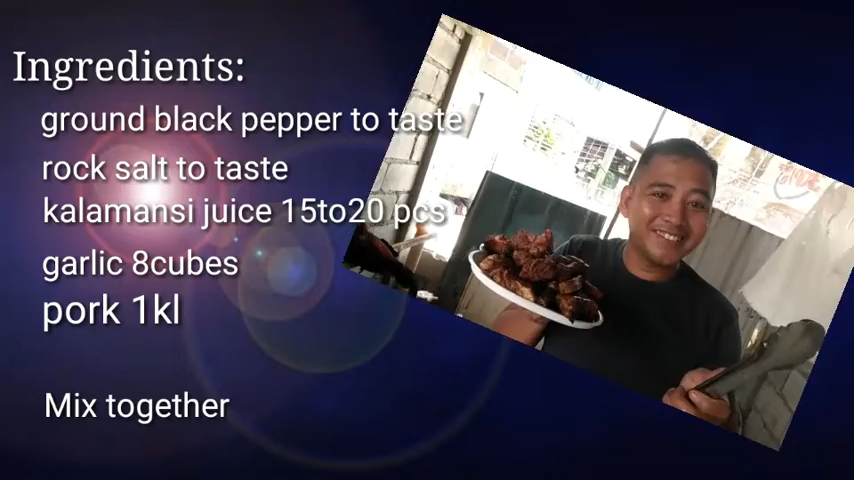 Ingredients:
ground black pepper to taste
rock salt to taste
kalamansi juice 15to20 pcs
garlic 8cubes
pork 1kl
Mix together